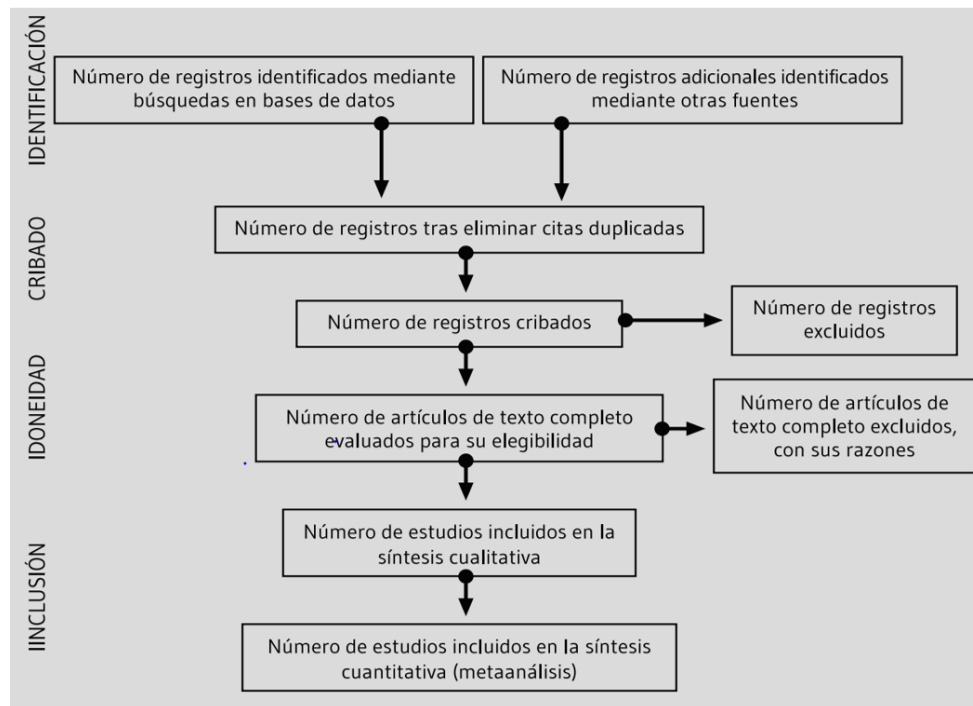 IDENTIFICACIÓN
Número de registros identificados mediante
búsquedas en bases de datos
Número de registros adicionales identificados
mediante otras fuentes
CRIBADO
Número de registros tras eliminar citas duplicadas
Número de registros cribados
Número de registros
excluidos
IDONEIDAD
Número de artículos de texto completo
evaluados para su elegibilidad
Número de artículos de
texto completo excluidos,
con sus razones
IINCLUSIÓN
Número de estudios incluidos en la
síntesis cualitativa
Número de estudios incluidos en la síntesis
cuantitativa (metaanálisis)